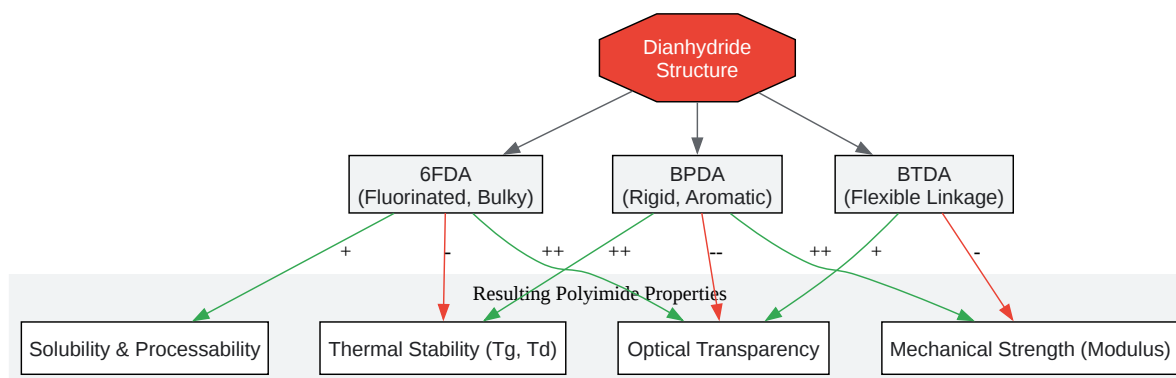 Dianhydride
Structure
6FDA
(Fluorinated, Bulky)
BPDA
(Rigid, Aromatic)
BTDA
(Flexible Linkage)
+
-
++
++
--
++
+
-
Resulting Polyimide Properties
Solubility & Processability
Thermal Stability (Tg, Td)
Optical Transparency
Mechanical Strength (Modulus)